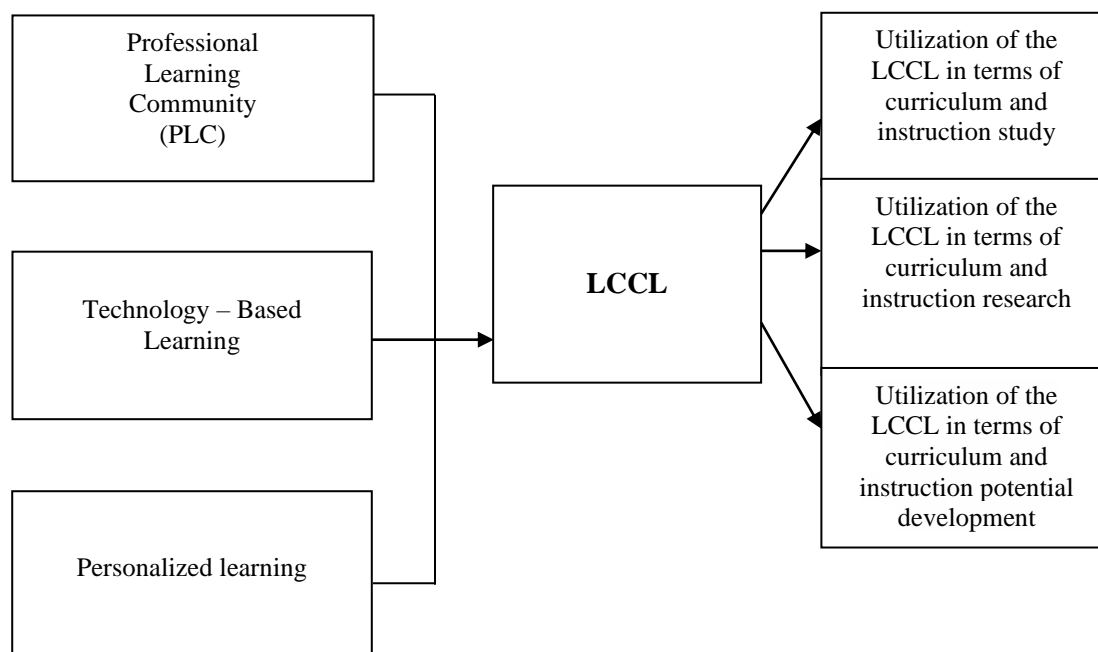 Professional
Learning
Community
(PLC)
Technology – Based
Learning
Personalized learning
LCCL
Utilization of the
LCCL in terms of
curriculum and
instruction study
Utilization of the
LCCL in terms of
curriculum and
instruction research
Utilization of the
LCCL in terms of
curriculum and
instruction potential
development